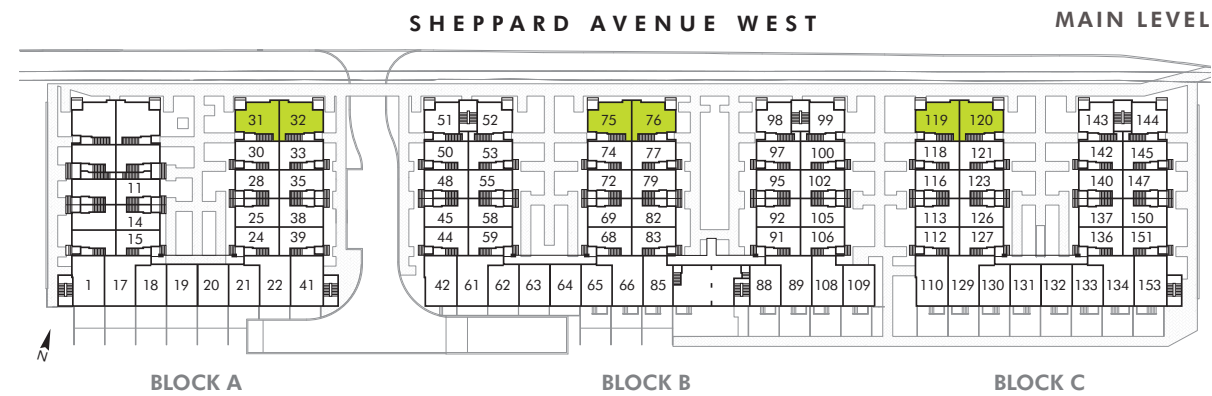 SHEPPARD AVENUE WEST
MAIN LEVEL
31 32 51 52 75 76 98 99 119 120 143 144
30 33 50 53 74 77 97 100 118 121 142 145
11 28 35 48 55 72 79 95 102 116 123 140 147
14 25 38 45 58 69 82 92 105 113 126 137 150
15 24 39 44 59 68 83 91 106 112 127 136 151
1 17 18 19 20 21 22 41 42 61 62 63 64 65 66 85 88 89 108 109 110 129 130 131 132 133 134 153
N
BLOCK A
BLOCK B
BLOCK C